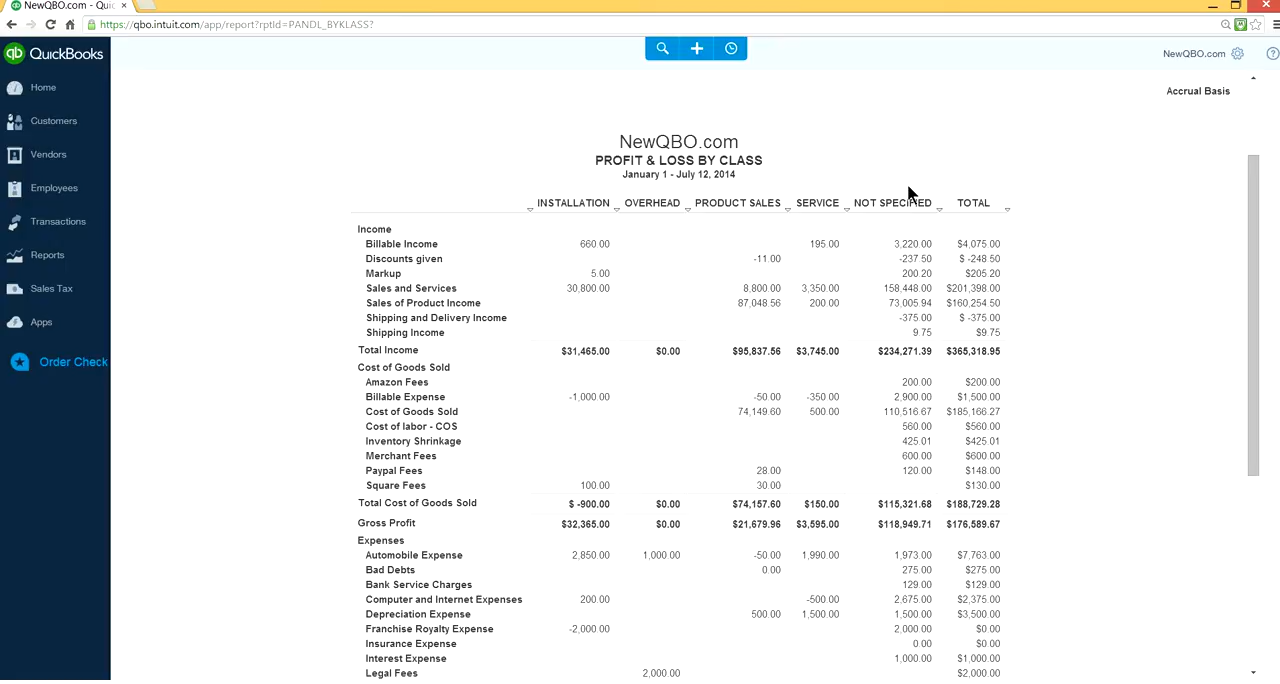 NewQBO.com - Quic ×
https://qbo.intuit.com/app/report?rptId=PANDL_BYKLASS?
qb QuickBooks
NewQBO.com
Home
Customers
Vendors
Employees
Transactions
Reports
Sales Tax
Apps
Order Check
Accrual Basis
NewQBO.com
PROFIT & LOSS BY CLASS
January 1 - July 12, 2014
INSTALLATION OVERHEAD PRODUCT SALES SERVICE NOT SPECIFIED TOTAL
Income
Billable Income 660.00 195.00 3,220.00 $4,075.00
Discounts given -11.00 -237.50 $ -248.50
Markup 5.00 200.20 $205.20
Sales and Services 30,800.00 8,800.00 3,350.00 158,448.00 $201,398.00
Sales of Product Income 87,048.56 200.00 73,005.94 $160,254.50
Shipping and Delivery Income -375.00 $ -375.00
Shipping Income 9.75 $9.75
Total Income $31,465.00 $0.00 $95,837.56 $3,745.00 $234,271.39 $365,318.95
Cost of Goods Sold
Amazon Fees 200.00 $200.00
Billable Expense -1,000.00 -50.00 -350.00 2,900.00 $1,500.00
Cost of Goods Sold 74,149.60 500.00 110,516.67 $185,166.27
Cost of labor - COS 560.00 $560.00
Inventory Shrinkage 425.01 $425.01
Merchant Fees 600.00 $600.00
Paypal Fees 28.00 120.00 $148.00
Square Fees 100.00 30.00 $130.00
Total Cost of Goods Sold $ -900.00 $0.00 $74,157.60 $150.00 $115,321.68 $188,729.28
Gross Profit $32,365.00 $0.00 $21,679.96 $3,595.00 $118,949.71 $176,589.67
Expenses
Automobile Expense 2,850.00 1,000.00 -50.00 1,990.00 1,973.00 $7,763.00
Bad Debts 0.00 275.00 $275.00
Bank Service Charges 129.00 $129.00
Computer and Internet Expenses 200.00 -500.00 2,675.00 $2,375.00
Depreciation Expense 500.00 1,500.00 1,500.00 $3,500.00
Franchise Royalty Expense -2,000.00 2,000.00 $0.00
Insurance Expense 0.00 $0.00
Interest Expense 1,000.00 $1,000.00
Legal Fees 2,000.00 $2,000.00